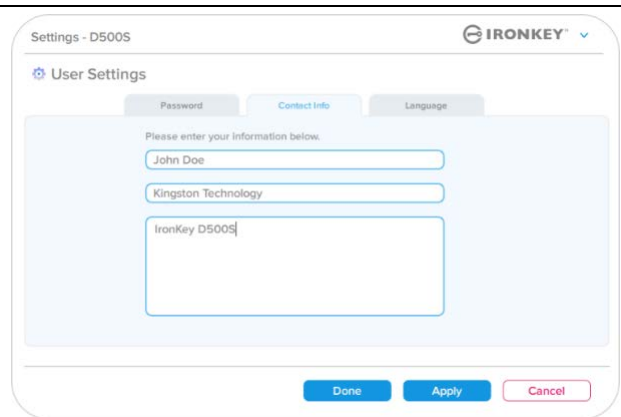 Settings - D500S
IRONKEY™
User Settings
Password Contact Info Language
Please enter your information below.
John Doe
Kingston Technology
IronKey D500S
Done Apply Cancel